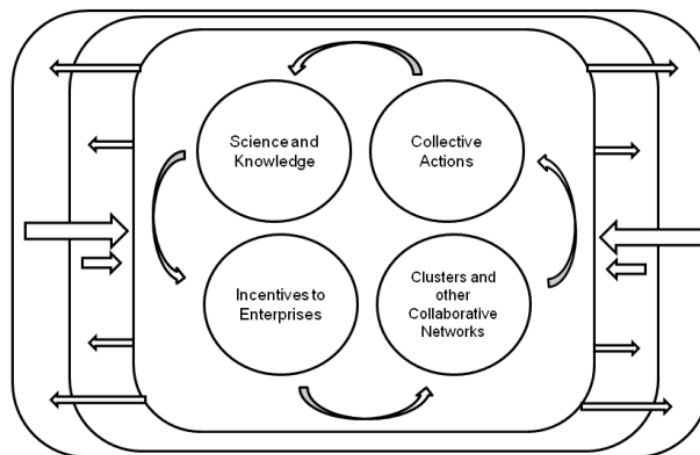 Science and
Knowledge
Collective
Actions
Incentives to
Enterprises
Clusters and
other
Collaborative
Networks